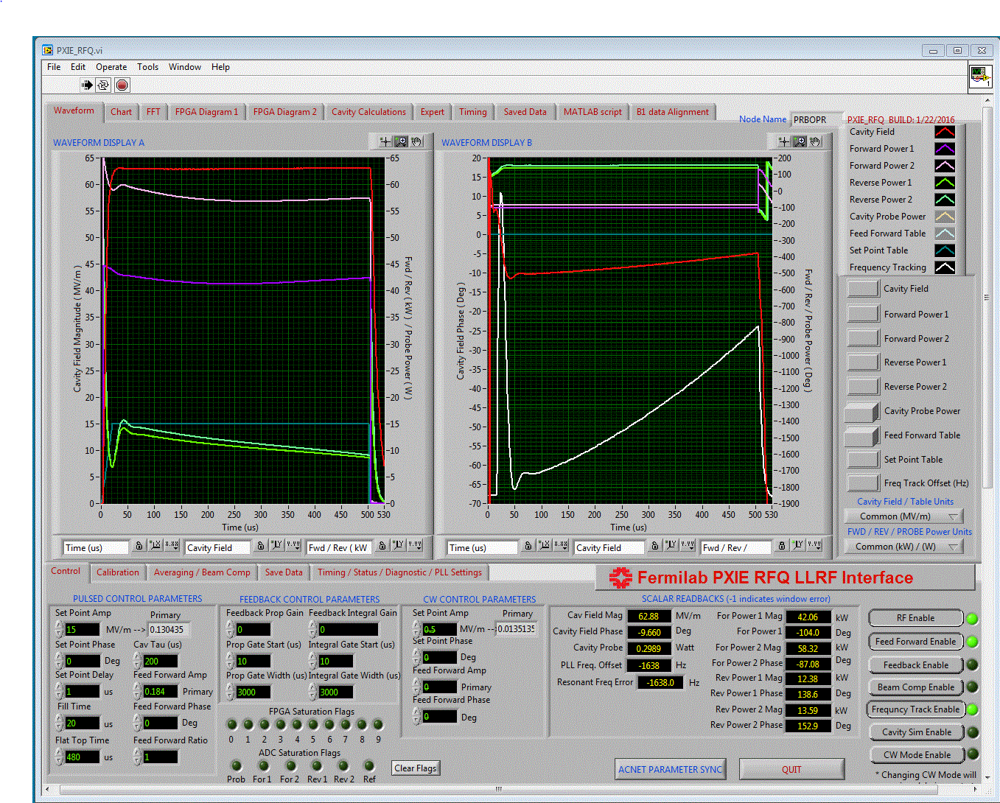 PXIE_RFQ.vi
File Edit Operate Tools Window Help
1
Waveform Chart FFT FPGA Diagram 1 FPGA Diagram 2 Cavity Calculations Expert Timing Saved Data MATLAB script B1 data Alignment
Node Name PRBOPR PXIE_RFQ BUILD: 1/22/2016
WAVEFORM DISPLAY A
65
60
55
50
45
40
35
30
25
20
15
10
5
0
Cavity Field Magnitude ( MV/m )
65
60
55
50
45
40
35
30
25
20
15
10
5
0
Fwd / Rev ( kW ) / Probe Power ( W )
0 50 100 150 200 250 300 350 400 450 500 530
Time (us)
Time (us) Cavity Field Fwd / Rev ( kW
WAVEFORM DISPLAY B
20
15
10
5
0
-5
-10
-15
-20
-25
-30
-35
-40
-45
-50
-55
-60
-65
-70
Cavity Field Phase ( Deg )
200
100
0
-100
-200
-300
-400
-500
-600
-700
-800
-900
-1000
-1100
-1200
-1300
-1400
-1500
-1600
-1700
-1800
-1900
Fwd / Rev / Probe Power ( Deg )
0 50 100 150 200 250 300 350 400 450 500 530
Time (us)
Time (us) Cavity Field Fwd / Rev /
Cavity Field
Forward Power 1
Forward Power 2
Reverse Power 1
Reverse Power 2
Cavity Probe Power
Feed Forward Table
Set Point Table
Frequency Tracking
Cavity Field
Forward Power 1
Forward Power 2
Reverse Power 1
Reverse Power 2
Cavity Probe Power
Feed Forward Table
Set Point Table
Freq Track Offset (Hz)
Cavity Field / Table Units
Common (MV/m)
FWD / REV / PROBE Power Units
Common (kW) / (W)
Control Calibration Averaging / Beam Comp Save Data Timing / Status / Diagnostic / PLL Settings
Fermilab PXIE RFQ LLRF Interface
PULSED CONTROL PARAMETERS
Set Point Amp Primary
15 MV/m --> 0.130435
Set Point Phase Cav Tau (us)
0 Deg 200
Set Point Delay Feed Forward Amp
1 us 0.184 Primary
Fill Time Feed Forward Phase
20 us 0 Deg
Flat Top Time Feed Forward Ratio
480 us 1
FEEDBACK CONTROL PARAMETERS
Feedback Prop Gain Feedback Integral Gain
0 0
Prop Gate Start (us) Integral Gate Start (us)
10 10
Prop Gate Width (us) Integral Gate Width (us)
3000 3000
FPGA Saturation Flags
0 1 2 3 4 5 6 7 8 9
ADC Saturation Flags
Prob For 1 For 2 Rev 1 Rev 2 Ref
Clear Flags
CW CONTROL PARAMETERS
Set Point Amp Primary
0.5 MV/m -- 0.0135135
Set Point Phase
0 Deg
Feed Forward Amp
0 Primary
Feed Forward Phase
0 Deg
SCALAR READBACKS (-1 indicates window error)
Cav Field Mag 62.88 MV/m
Cavity Field Phase -9.660 Deg
Cavity Probe 0.2989 Watt
PLL Freq. Offset -1638 Hz
Resonant Freq Error -1638.0 Hz
For Power 1 Mag 42.06 kW
For Power 1 -104.0 Deg
For Power 2 Mag 58.32 kW
For Power 2 Phase -87.08 Deg
Rev Power 1 Mag 12.38 kW
Rev Power 1 Phase 138.6 Deg
Rev Power 2 Mag 13.59 kW
Rev Power 2 Phase 152.9 Deg
ACNET PARAMETER SYNC QUIT
RF Enable
Feed Forward Enable
Feedback Enable
Beam Comp Enable
Frequncy Track Enable
Cavity Sim Enable
CW Mode Enable
* Changing CW Mode will